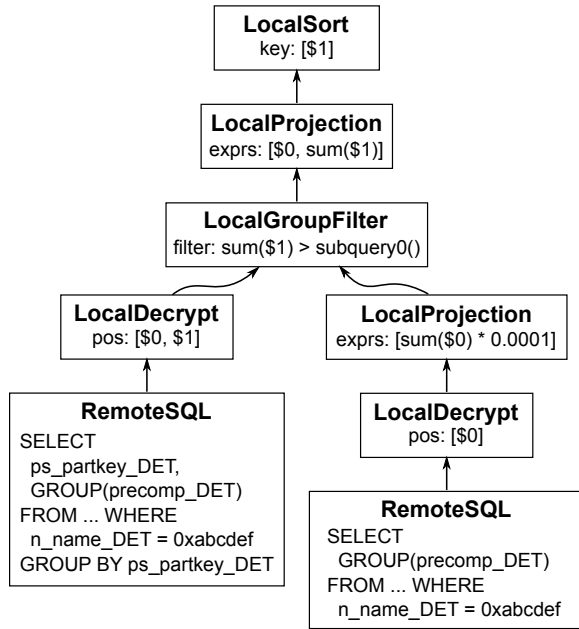 LocalSort
key: [$1]
LocalProjection
exprs: [$0, sum($1)]
LocalGroupFilter
filter: sum($1) > subquery0()
LocalDecrypt
pos: [$0, $1]
LocalProjection
exprs: [sum($0) * 0.0001]
RemoteSQL
SELECT
ps_partkey_DET,
GROUP(precomp_DET)
FROM ... WHERE
n_name_DET = 0xabcdef
GROUP BY ps_partkey_DET
LocalDecrypt
pos: [$0]
RemoteSQL
SELECT
GROUP(precomp_DET)
FROM ... WHERE
n_name_DET = 0xabcdef